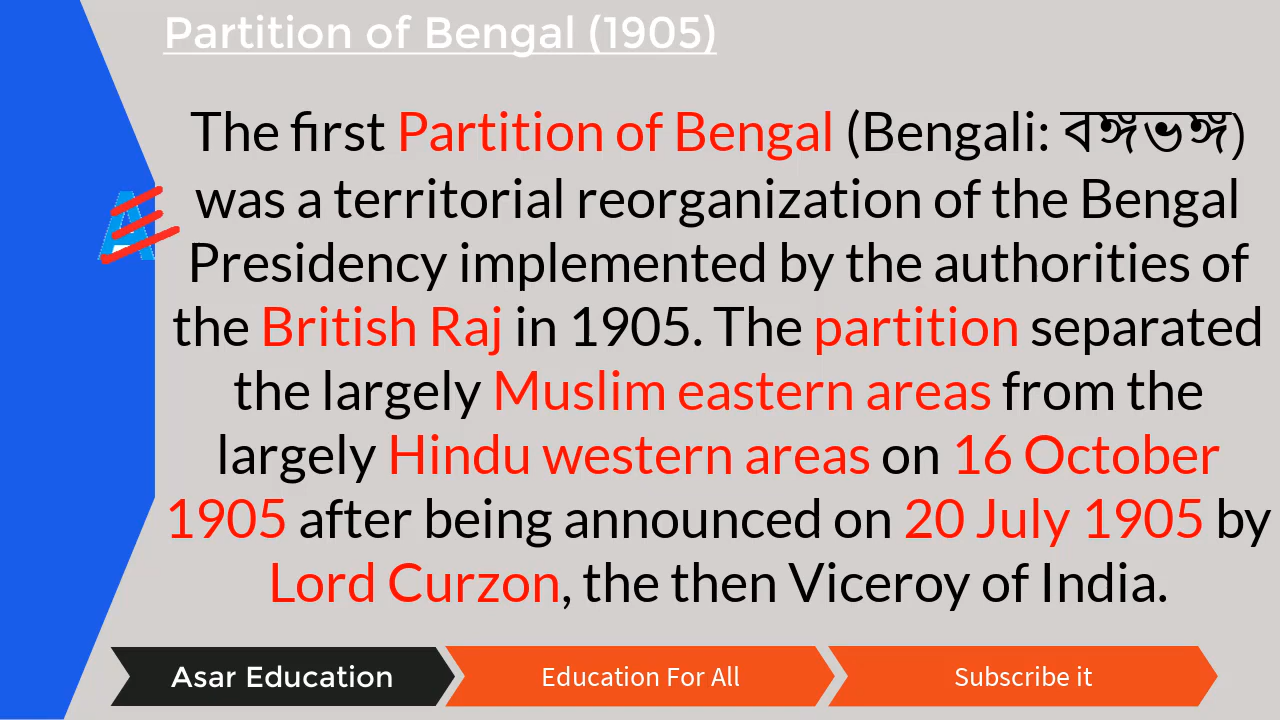 Partition of Bengal (1905)
The first Partition of Bengal (Bengali: বঙ্গভঙ্গ)
was a territorial reorganization of the Bengal
Presidency implemented by the authorities of
the British Raj in 1905. The partition separated
the largely Muslim eastern areas from the
largely Hindu western areas on 16 October
1905 after being announced on 20 July 1905 by
Lord Curzon, the then Viceroy of India.
Asar Education
Education For All
Subscribe it